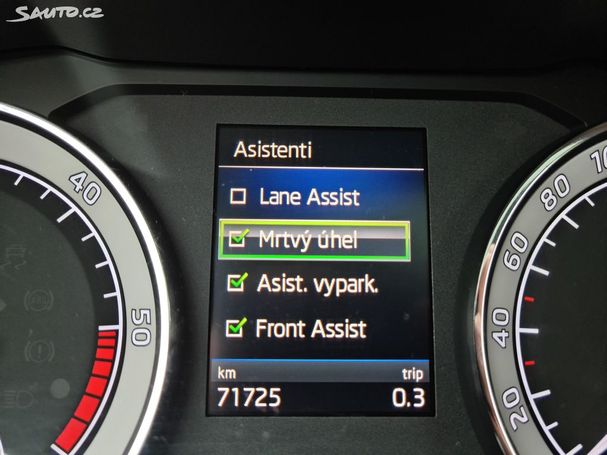 Sauto.cz
Asistenti
Lane Assist
Mrtvý úhel
Asist. vypark.
Front Assist
km trip
71725 0.3
40
50
20
40
60
80
100